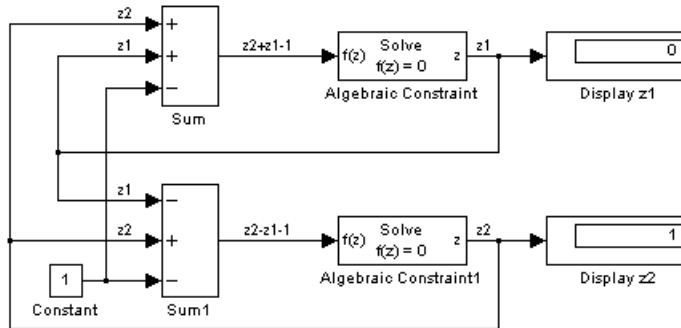 z2
z1
+
+
−
Sum
z2+z1-1
f(z)
Solve
f(z) = 0
z
Algebraic Constraint
z1
0
Display z1
z1
z2
−
+
−
Sum1
z2-z1-1
f(z)
Solve
f(z) = 0
z
Algebraic Constraint1
z2
1
Display z2
1
Constant